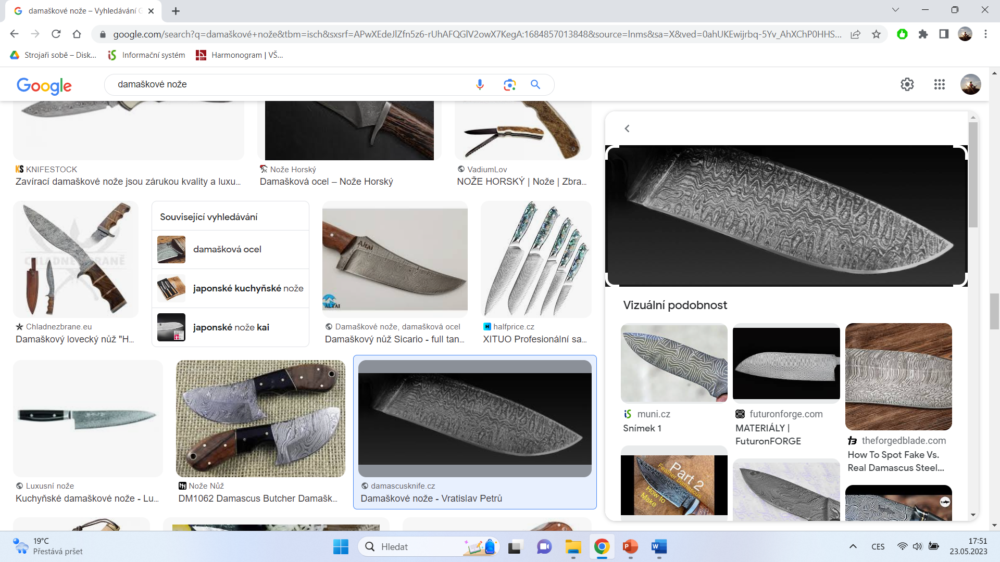 damaškové nože – Vyhledávání G
google.com/search?q=damaškové+nože&tbm=isch&sxsrf=APwXEdeJlZfn5z6-rUhAFQGlV2owX7KegA:1684857013848&source=lnms&sa=X&ved=0ahUKEwijrbq-5Yv_AhXChP0HHS...
Strojaři sobě – Disk...
Informační systém
Harmonogram | VŠ...
Google
damaškové nože
KNIFESTOCK
Zavírací damaškové nože jsou zárukou kvality a luxu...
Nože Horský
Damašková ocel – Nože Horský
VadiumLov
NOŽE HORSKÝ | Nože | Zbra...
CHLADNÉ ZBRANĚ
Chladnezbrane.eu
Damaškový lovecký nůž "H...
Související vyhledávání
damašková ocel
japonské kuchyňské nože
japonské nože kai
Altai
ALTAI
Damaškové nože, damašková ocel
Damaškový nůž Sicario - full tan...
halfprice.cz
XITUO Profesionální sa...
Luxusní nože
Kuchyňské damaškové nože - Lu...
Nože Nůž
DM1062 Damascus Butcher Damašk...
damascusknife.cz
Damaškové nože - Vratislav Petrů
Vizuální podobnost
muni.cz
Snímek 1
futuronforge.com
MATERIÁLY |
FuturonFORGE
theforgedblade.com
How To Spot Fake Vs.
Real Damascus Steel...
Part 2
Feather Damascus
How to
Make
19°C
Přestává pršet
Hledat
CES
17:51
23.05.2023